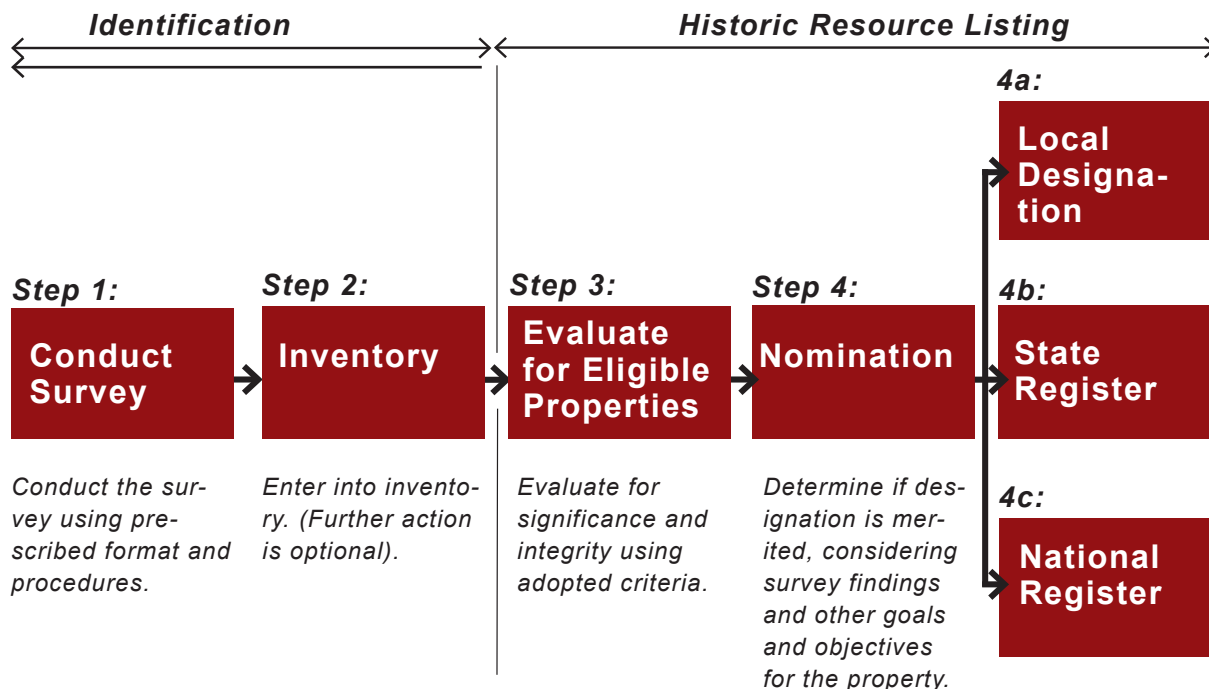 Identification
Historic Resource Listing
Step 1:
Conduct
Survey
Conduct the sur-
vey using pre-
scribed format and
procedures.
Step 2:
Inventory
Enter into invento-
ry. (Further action
is optional).
Step 3:
Evaluate
for Eligible
Properties
Evaluate for
significance and
integrity using
adopted criteria.
Step 4:
Nomination
Determine if des-
ignation is mer-
ited, considering
survey findings
and other goals
and objectives
for the property.
4a:
Local
Designa-
tion
4b:
State
Register
4c:
National
Register